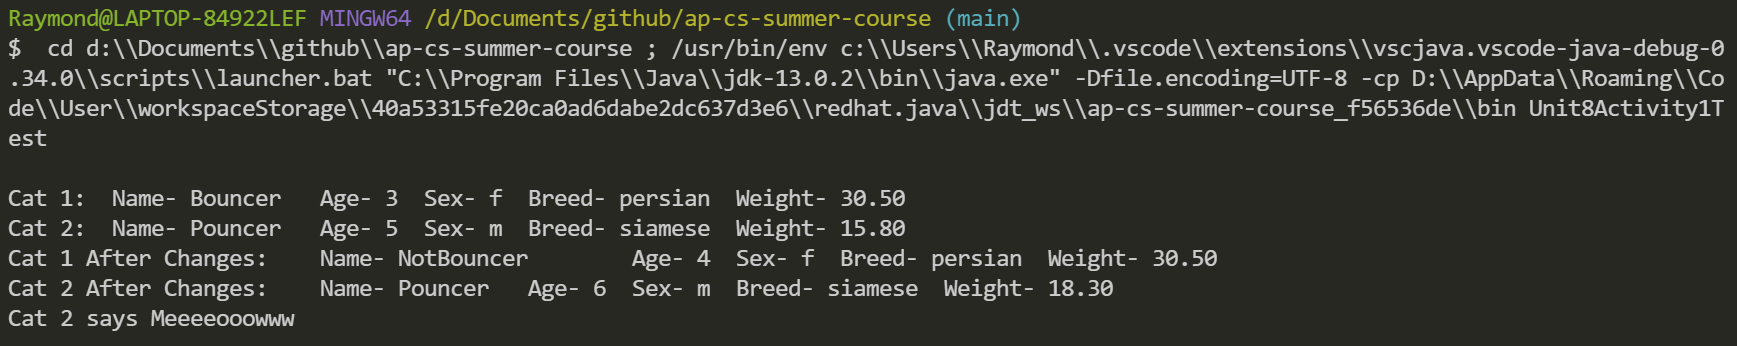 Raymond@LAPTOP-84922LEF MINGW64 /d/Documents/github/ap-cs-summer-course (main)
$  cd d:\\Documents\\github\\ap-cs-summer-course ; /usr/bin/env c:\\Users\\Raymond\\.vscode\\extensions\\vscjava.vscode-java-debug-0
.34.0\\scripts\\launcher.bat "C:\\Program Files\\Java\\jdk-13.0.2\\bin\\java.exe" -Dfile.encoding=UTF-8 -cp D:\\AppData\\Roaming\\Co
de\\User\\workspaceStorage\\40a53315fe20ca0ad6dabe2dc637d3e6\\redhat.java\\jdt_ws\\ap-cs-summer-course_f56536de\\bin Unit8Activity1T
est
Cat 1:  Name- Bouncer   Age- 3  Sex- f  Breed- persian  Weight- 30.50
Cat 2:  Name- Pouncer   Age- 5  Sex- m  Breed- siamese  Weight- 15.80
Cat 1 After Changes:    Name- NotBouncer        Age- 4  Sex- f  Breed- persian  Weight- 30.50
Cat 2 After Changes:    Name- Pouncer   Age- 6  Sex- m  Breed- siamese  Weight- 18.30
Cat 2 says Meeeeooowww